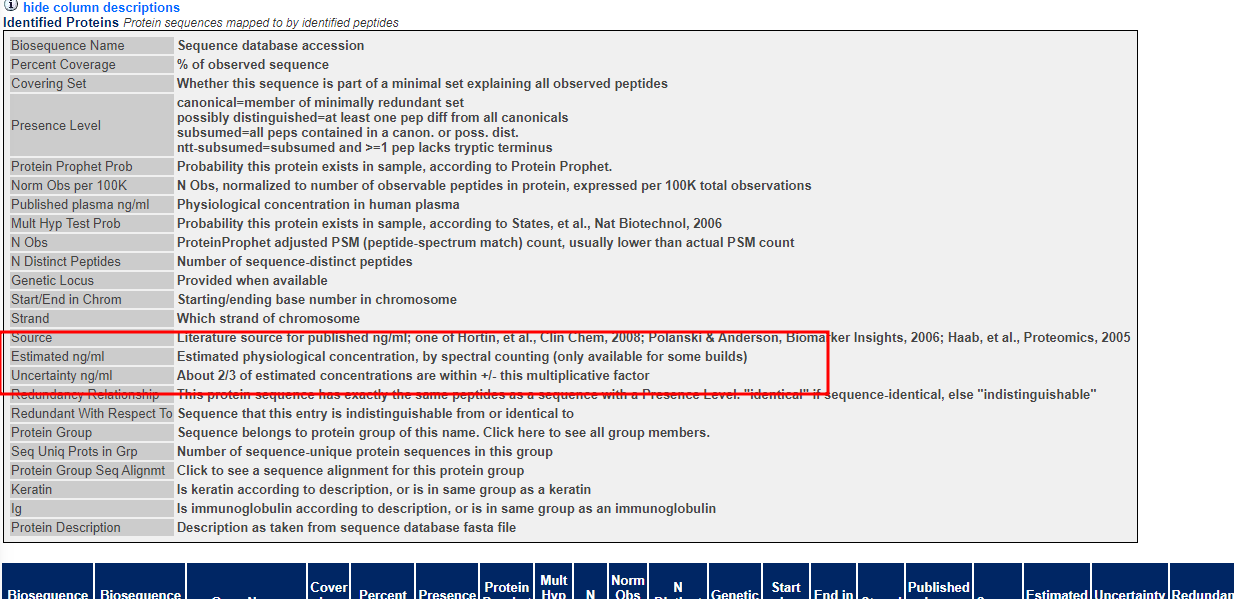 hide column descriptions
Identified Proteins Protein sequences mapped to by identified peptides
Biosequence Name Sequence database accession
Percent Coverage % of observed sequence
Covering Set Whether this sequence is part of a minimal set explaining all observed peptides
Presence Level canonical=member of minimally redundant set
possibly distinguished=at least one pep diff from all canonicals
subsumed=all peps contained in a canon. or poss. dist.
ntt-subsumed=subsumed and >=1 pep lacks tryptic terminus
Protein Prophet Prob Probability this protein exists in sample, according to Protein Prophet.
Norm Obs per 100K N Obs, normalized to number of observable peptides in protein, expressed per 100K total observations
Published plasma ng/ml Physiological concentration in human plasma
Mult Hyp Test Prob Probability this protein exists in sample, according to States, et al., Nat Biotechnol, 2006
N Obs ProteinProphet adjusted PSM (peptide-spectrum match) count, usually lower than actual PSM count
N Distinct Peptides Number of sequence-distinct peptides
Genetic Locus Provided when available
Start/End in Chrom Starting/ending base number in chromosome
Strand Which strand of chromosome
Source Literature source for published ng/ml; one of Hortin, et al., Clin Chem, 2008; Polanski & Anderson, Biomarker Insights, 2006; Haab, et al., Proteomics, 2005
Estimated ng/ml Estimated physiological concentration, by spectral counting (only available for some builds)
Uncertainty ng/ml About 2/3 of estimated concentrations are within +/- this multiplicative factor
Redundancy Relationship This protein sequence has exactly the same peptides as a sequence with a Presence Level. "identical" if sequence-identical, else "indistinguishable"
Redundant With Respect To Sequence that this entry is indistinguishable from or identical to
Protein Group Sequence belongs to protein group of this name. Click here to see all group members.
Seq Uniq Prots in Grp Number of sequence-unique protein sequences in this group
Protein Group Seq Alignmt Click to see a sequence alignment for this protein group
Keratin Is keratin according to description, or is in same group as a keratin
Ig Is immunoglobulin according to description, or is in same group as an immunoglobulin
Protein Description Description as taken from sequence database fasta file
Mult Norm
Cover Protein Hyp Obs N Start Published
Biosequence Biosequence Percent Presence N Genetic End in Estimated Uncertainty Redundan